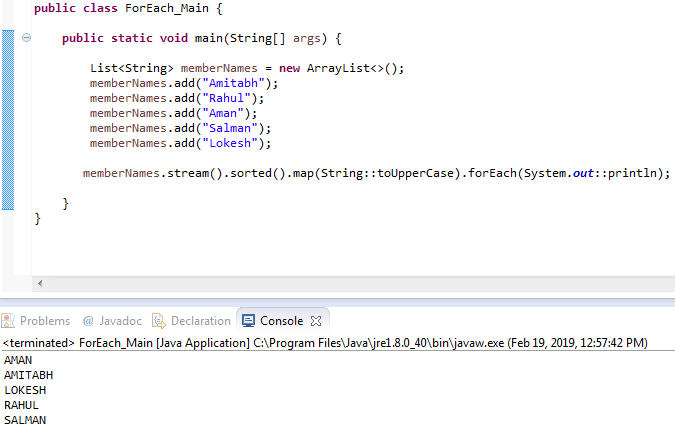 public class ForEach_Main {
public static void main(String[] args) {
List<String> memberNames = new ArrayList<>();
memberNames.add("Amitabh");
memberNames.add("Rahul");
memberNames.add("Aman");
memberNames.add("Salman");
memberNames.add("Lokesh");
memberNames.stream().sorted().map(String::toUpperCase).forEach(System.out::println);
}
}
Problems @ Javadoc Declaration Console
<terminated> ForEach_Main [Java Application] C:\Program Files\Java\jre1.8.0_40\bin\javaw.exe (Feb 19, 2019, 12:57:42 PM)
AMAN
AMITABH
LOKESH
RAHUL
SALMAN